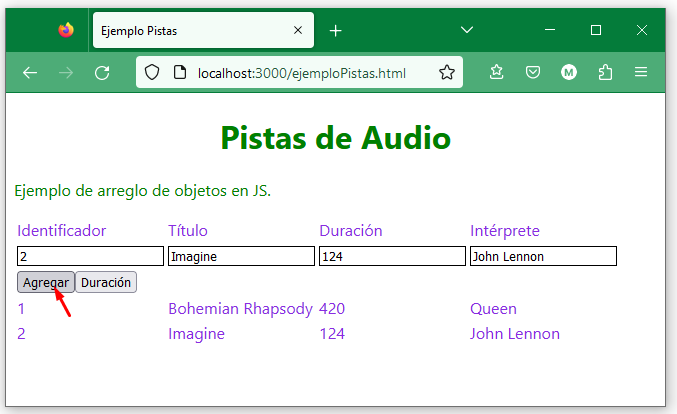 Ejemplo Pistas
localhost:3000/ejemploPistas.html
M
Pistas de Audio
Ejemplo de arreglo de objetos en JS.
Identificador Título Duración Intérprete
2 Imagine 124 John Lennon
Agregar Duración
1 Bohemian Rhapsody 420 Queen
2 Imagine 124 John Lennon